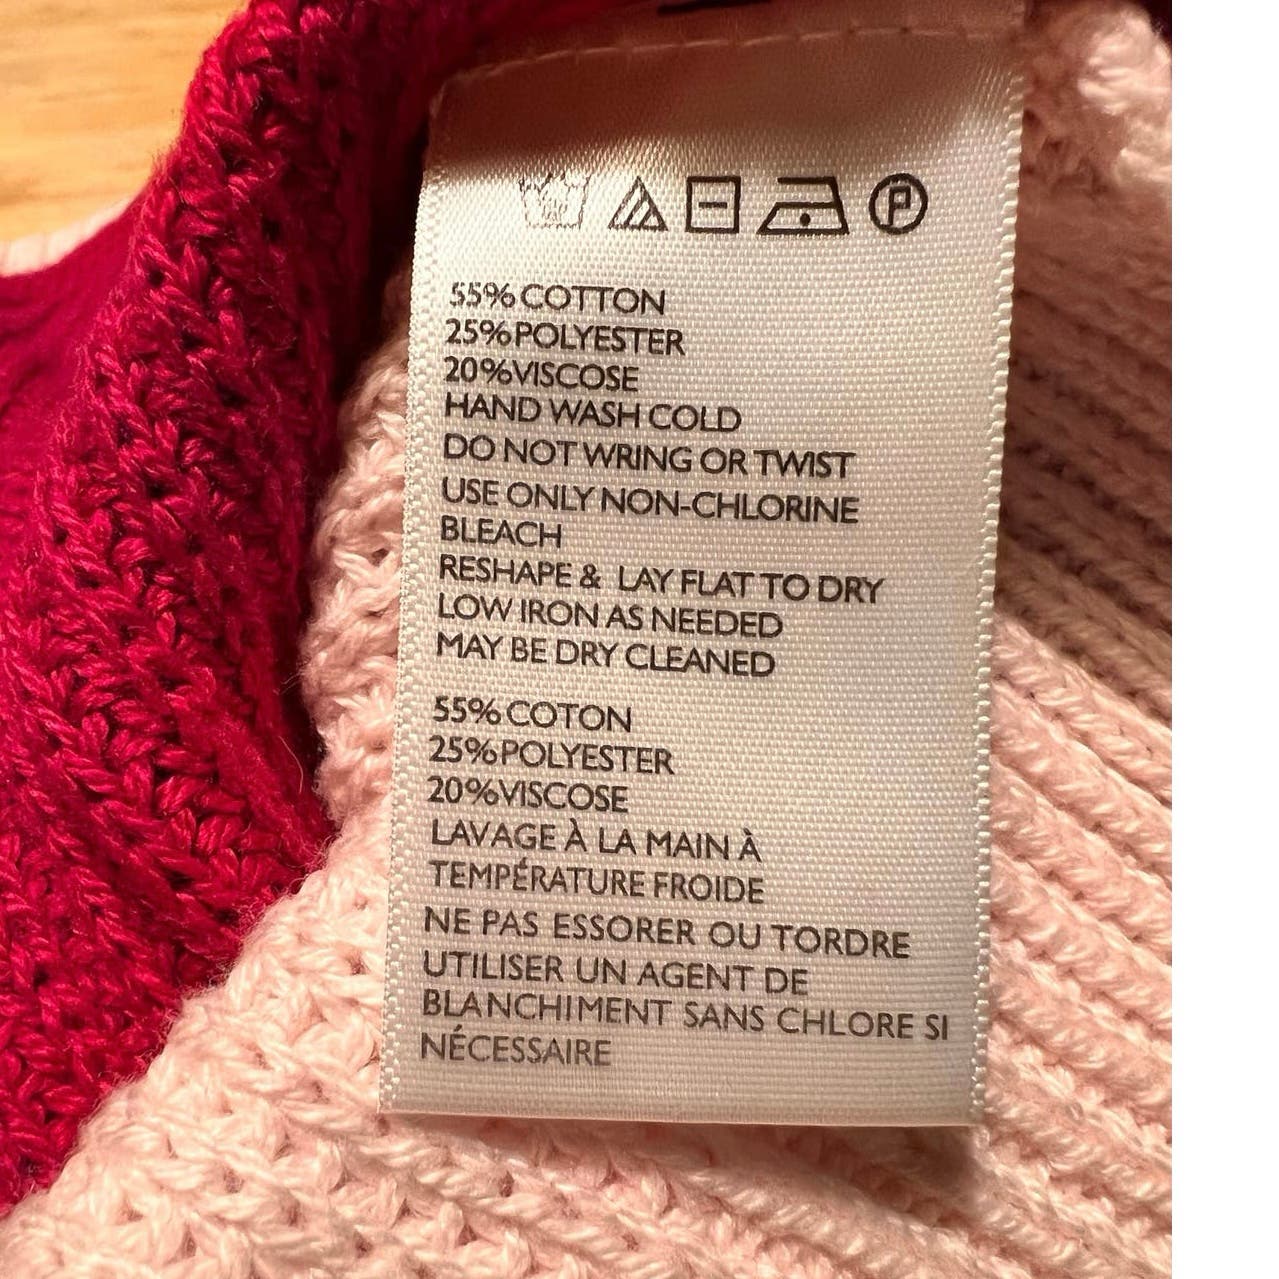 P
55% COTTON
25% POLYESTER
20% VISCOSE
HAND WASH COLD
DO NOT WRING OR TWIST
USE ONLY NON-CHLORINE
BLEACH
RESHAPE & LAY FLAT TO DRY
LOW IRON AS NEEDED
MAY BE DRY CLEANED
55% COTON
25% POLYESTER
20% VISCOSE
LAVAGE À LA MAIN À
TEMPÉRATURE FROIDE
NE PAS ESSORER OU TORDRE
UTILISER UN AGENT DE
BLANCHIMENT SANS CHLORE SI
NÉCESSAIRE